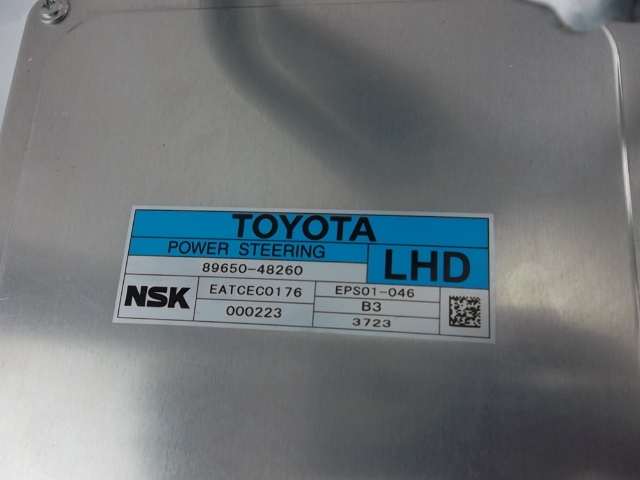 TOYOTA
POWER STEERING
LHD
89650-48260
NSK
EATCEC0176
EPS01-046
000223
B3
3723